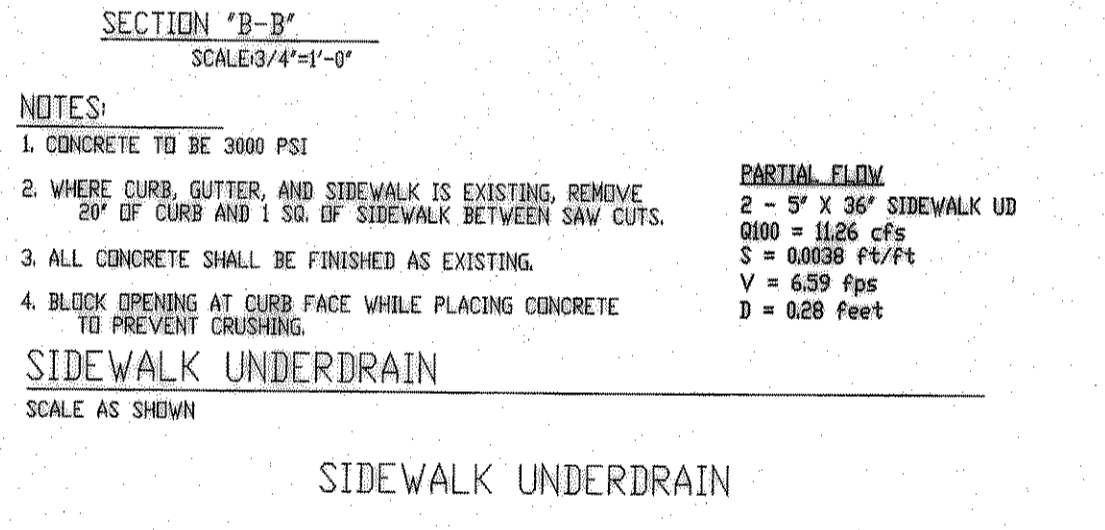 SECTION "B-B"
SCALE:3/4"=1'-0"
NOTES:
1. CONCRETE TO BE 3000 PSI
2. WHERE CURB, GUTTER, AND SIDEWALK IS EXISTING, REMOVE
20" OF CURB AND 1 SQ. OF SIDEWALK BETWEEN SAW CUTS.
3. ALL CONCRETE SHALL BE FINISHED AS EXISTING.
4. BLOCK OPENING AT CURB FACE WHILE PLACING CONCRETE
TO PREVENT CRUSHING.
PARTIAL FLOW
2 - 5" X 36" SIDEWALK UD
Q100 = 11.26 cfs
S = 0.0038 ft/ft
V = 6.59 fps
D = 0.28 feet
SIDEWALK UNDERDRAIN
SCALE AS SHOWN
SIDEWALK UNDERDRAIN